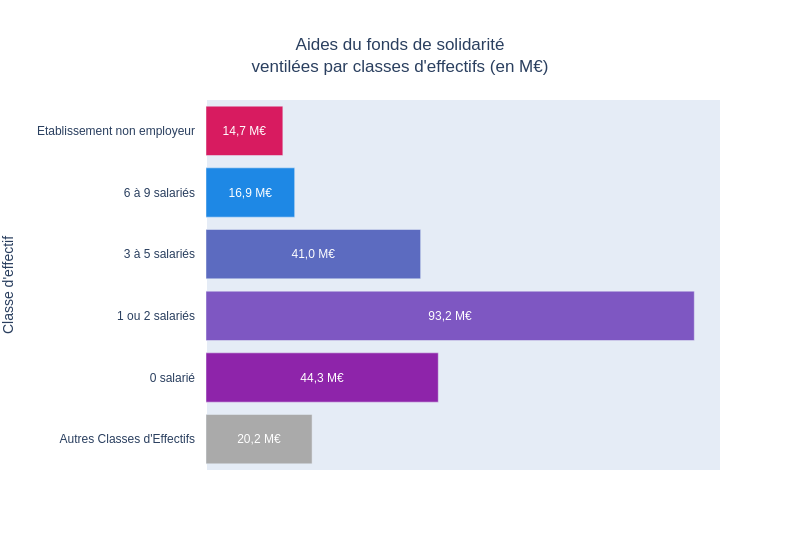 Aides du fonds de solidarité
ventilées par classes d'effectifs (en M€)
Classe d'effectif
Etablissement non employeur
14,7 M€
6 à 9 salariés
16,9 M€
3 à 5 salariés
41,0 M€
1 ou 2 salariés
93,2 M€
0 salarié
44,3 M€
Autres Classes d'Effectifs
20,2 M€